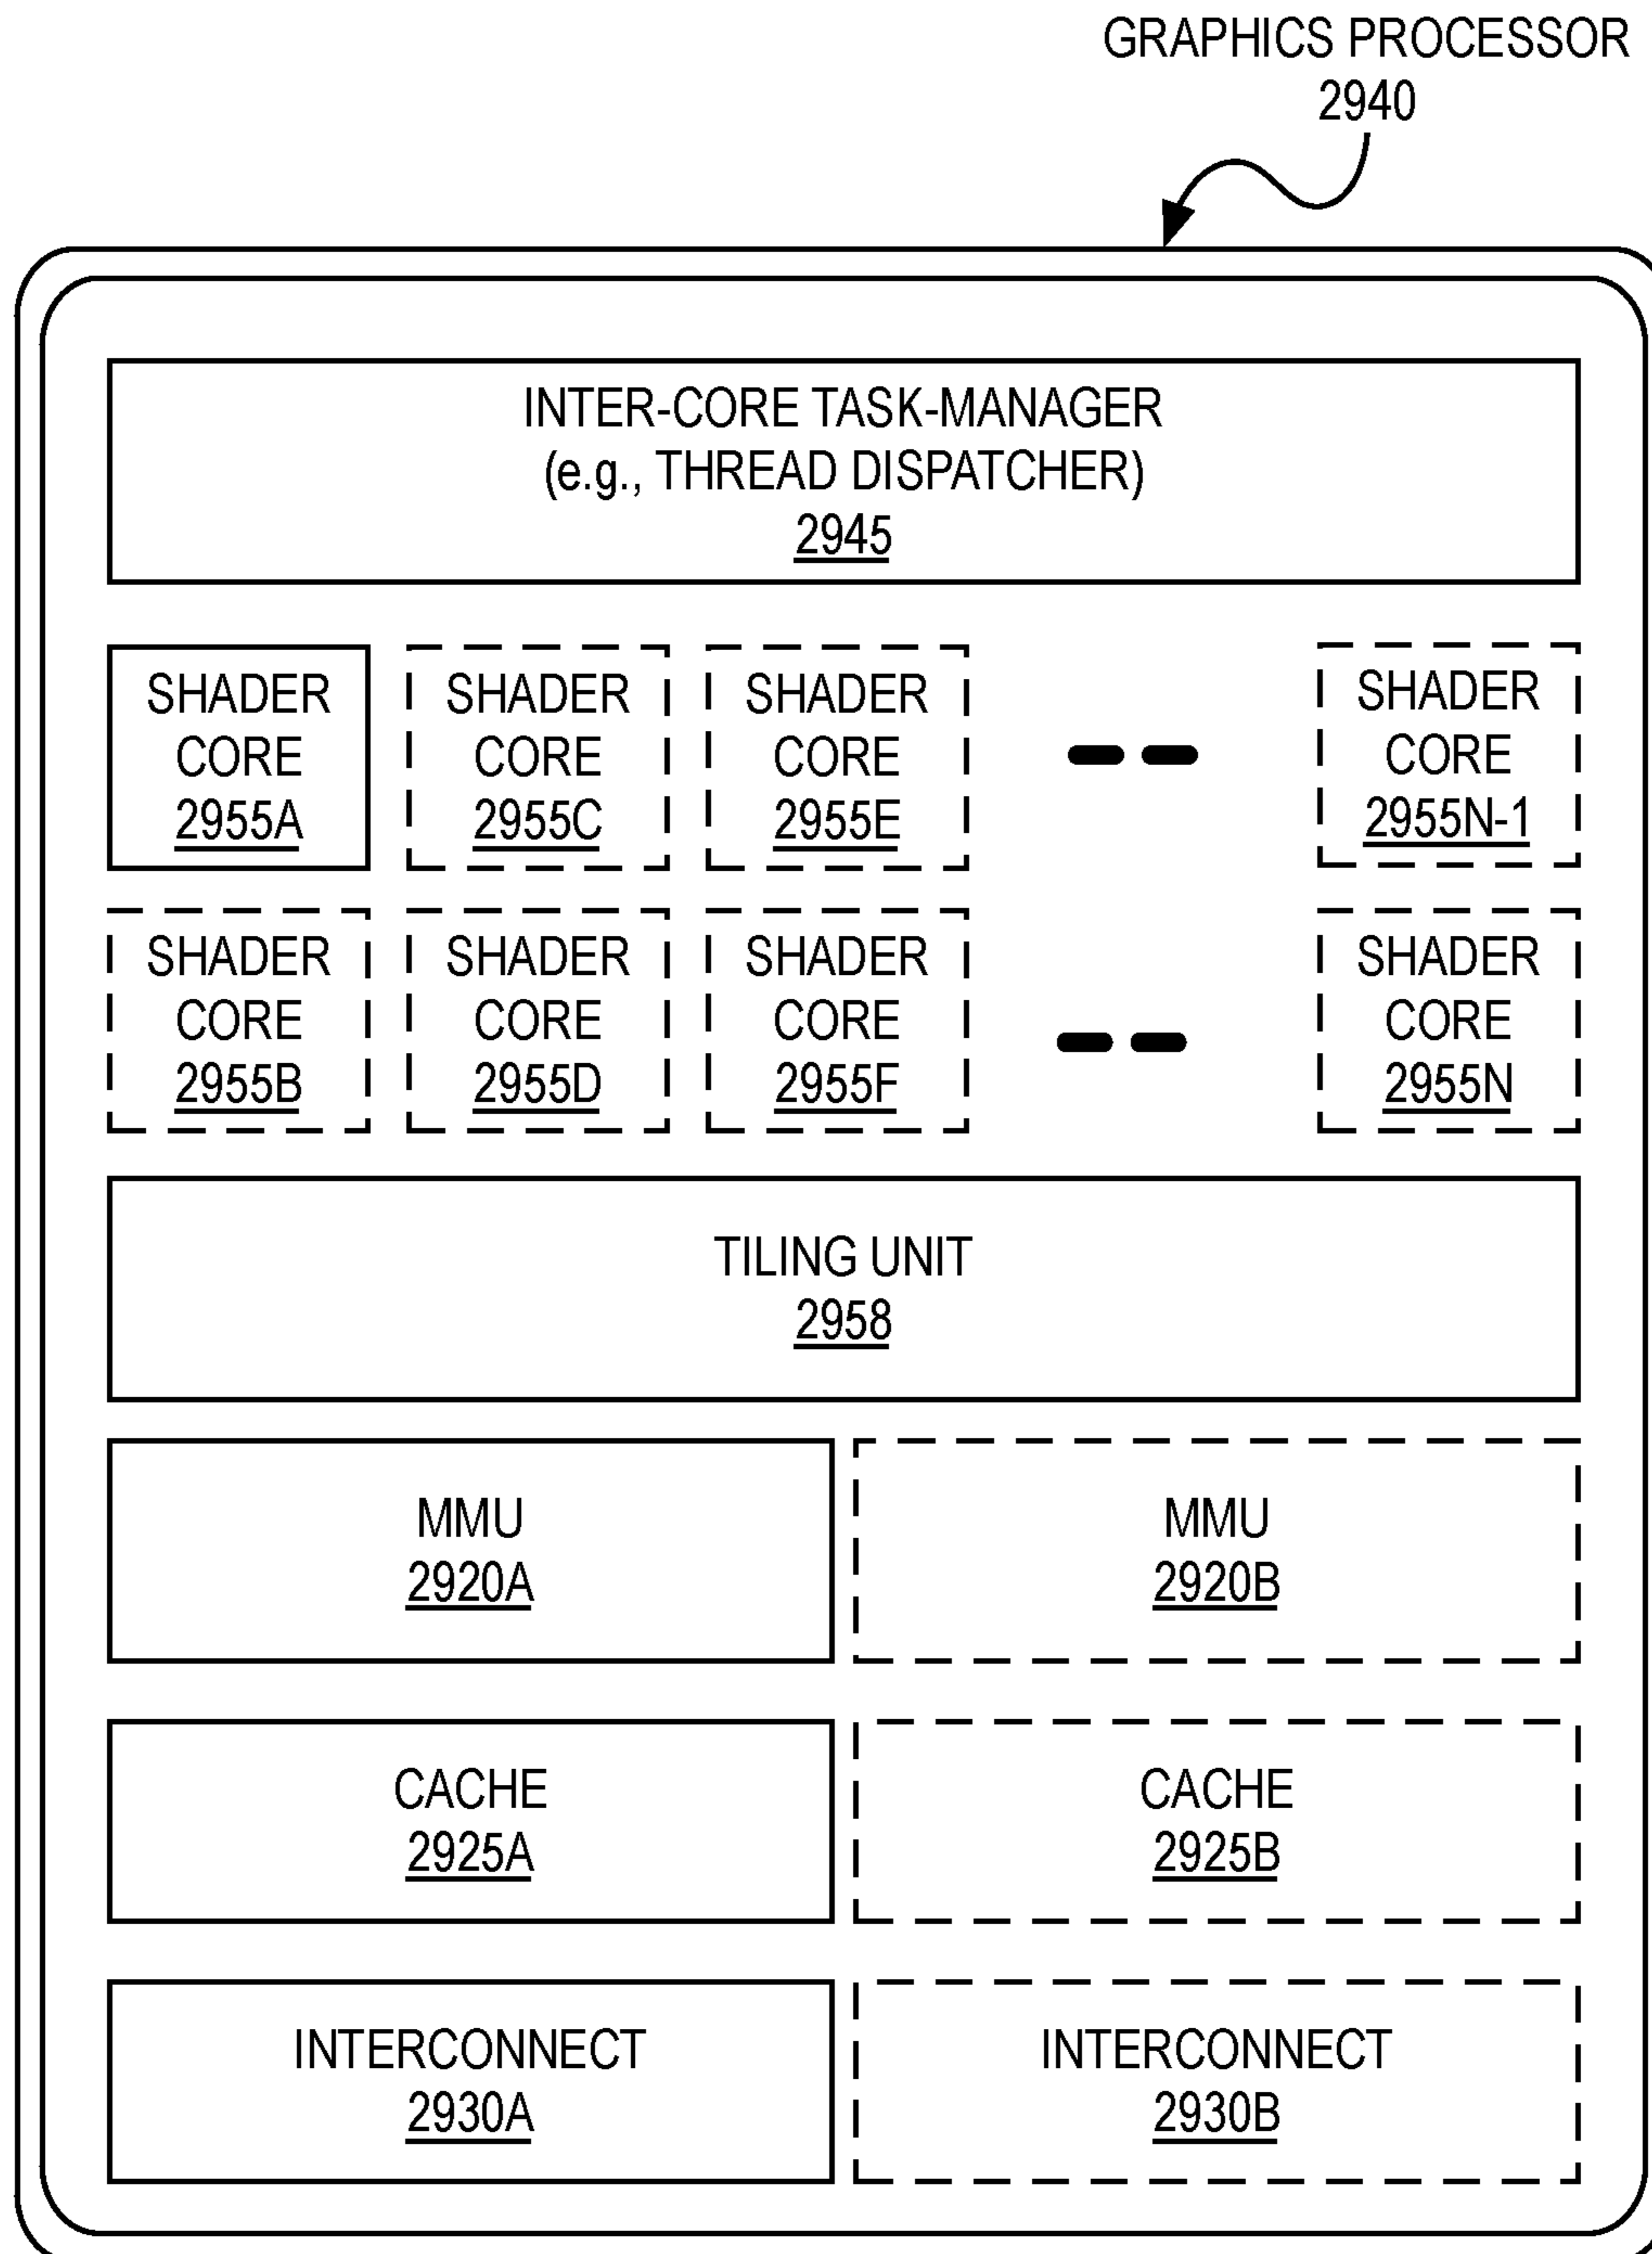 GRAPHICS PROCESSOR
2940
INTER-CORE TASK-MANAGER
(e.g., THREAD DISPATCHER)
2945
SHADER
CORE
2955A
SHADER
CORE
2955C
SHADER
CORE
2955E
SHADER
CORE
2955N-1
SHADER
CORE
2955B
SHADER
CORE
2955D
SHADER
CORE
2955F
SHADER
CORE
2955N
TILING UNIT
2958
MMU
2920A
MMU
2920B
CACHE
2925A
CACHE
2925B
INTERCONNECT
2930A
INTERCONNECT
2930B